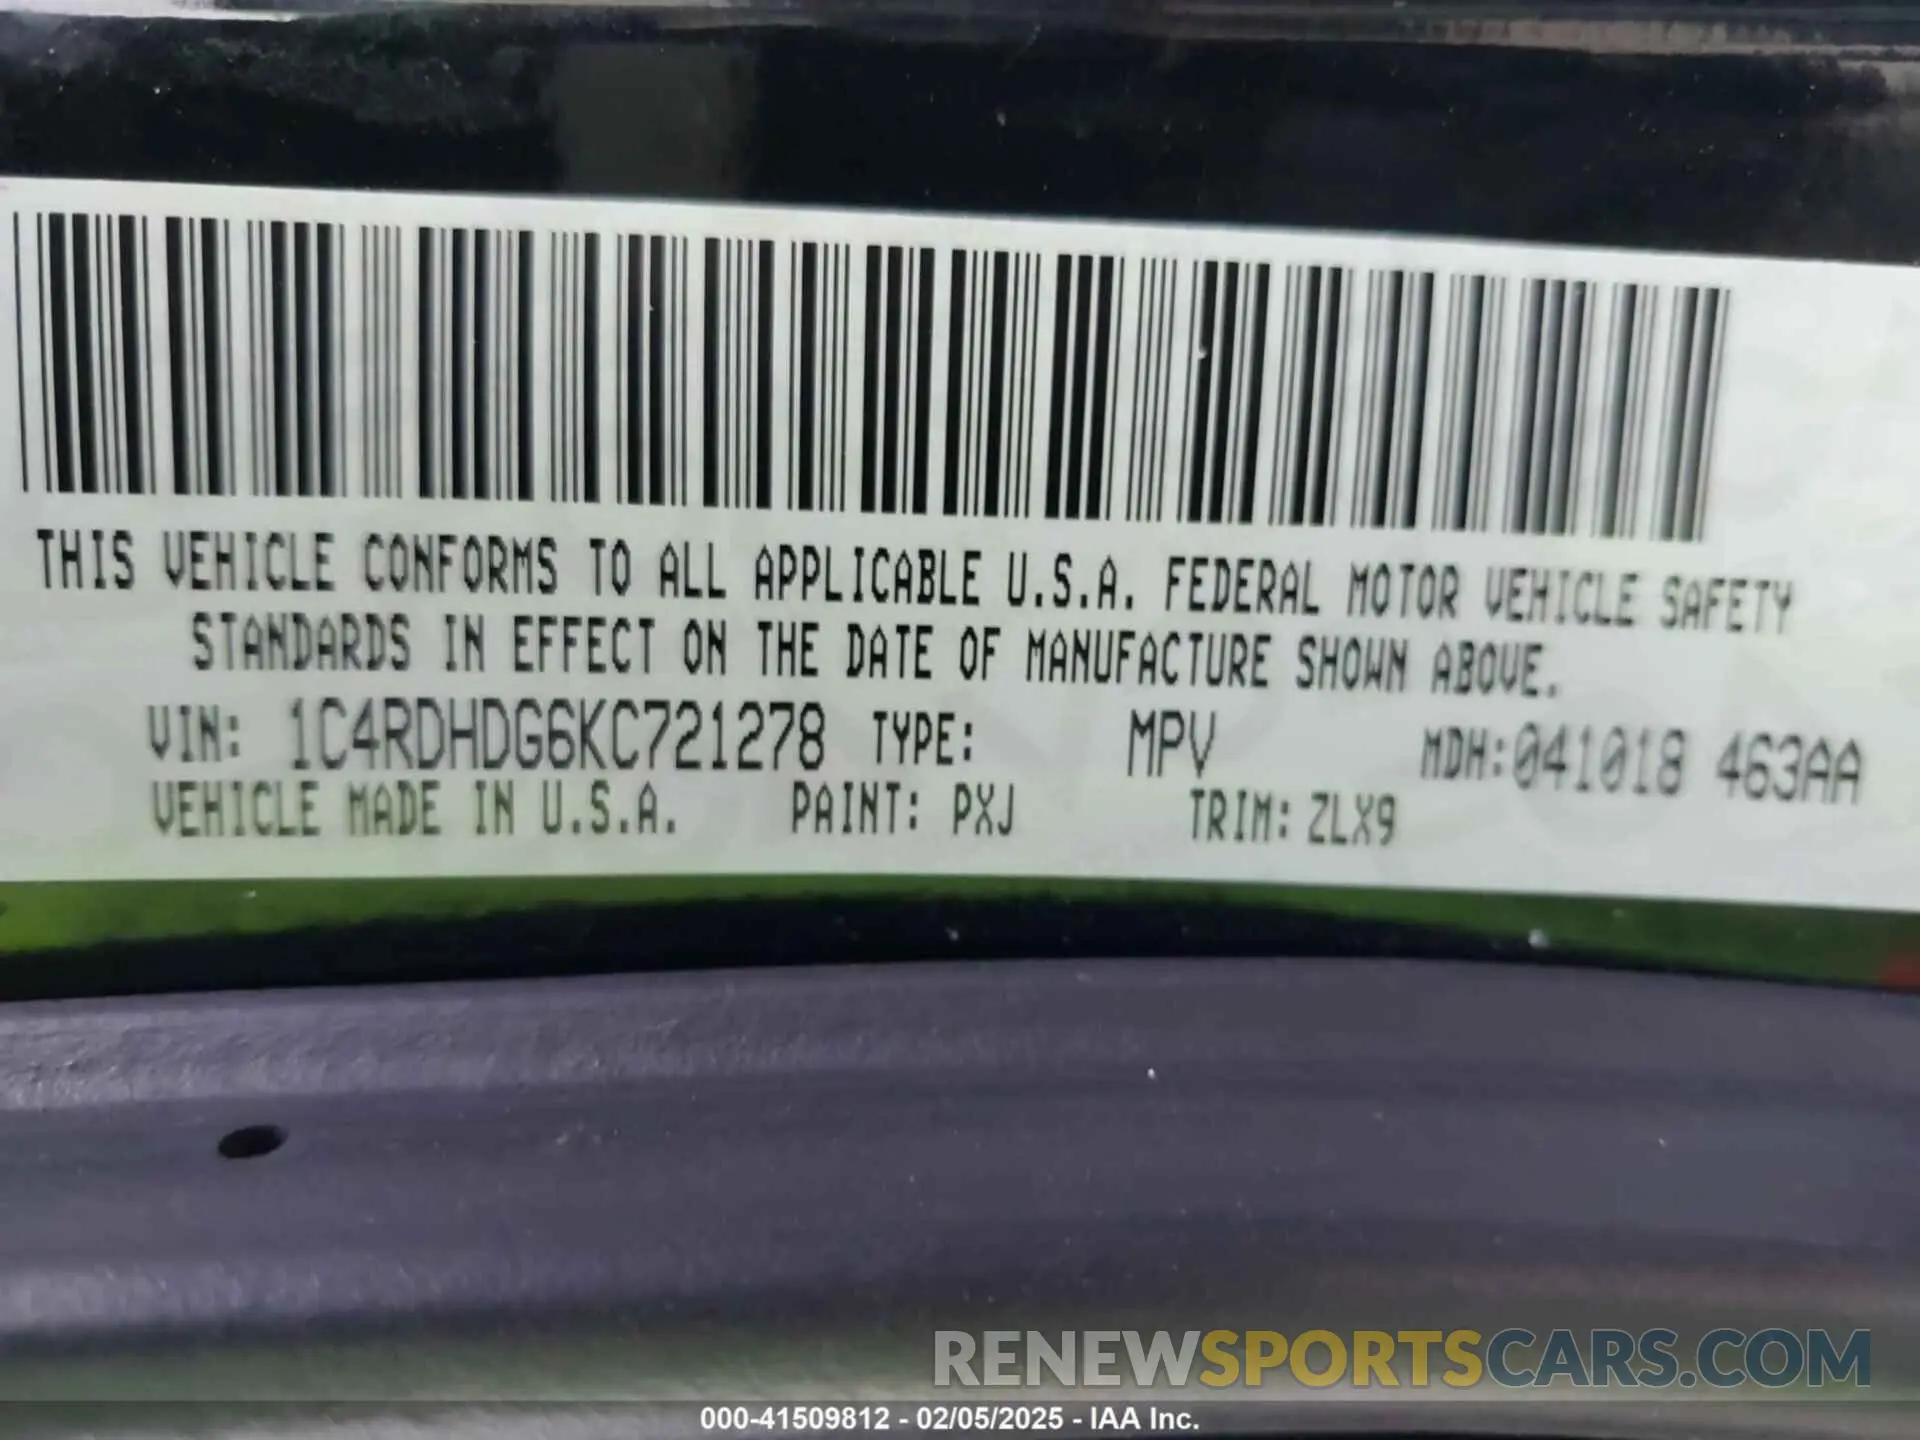 THIS VEHICLE CONFORMS TO ALL APPLICABLE U.S.A. FEDERAL MOTOR VEHICLE SAFETY
STANDARDS IN EFFECT ON THE DATE OF MANUFACTURE SHOWN ABOVE.
VIN: 1C4RDHDG6KC721278 TYPE: MPV MDH:041018 463AA
VEHICLE MADE IN U.S.A. PAINT: PXJ TRIM: ZLX9
RENEWSPORTSCARS.COM
000-41509812 - 02/05/2025 - IAA Inc.